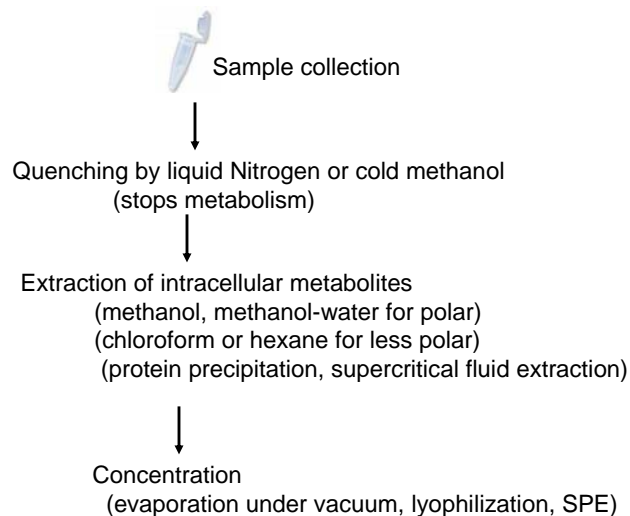 Sample collection
Quenching by liquid Nitrogen or cold methanol
(stops metabolism)
Extraction of intracellular metabolites
(methanol, methanol-water for polar)
(chloroform or hexane for less polar)
(protein precipitation, supercritical fluid extraction)
Concentration
(evaporation under vacuum, lyophilization, SPE)